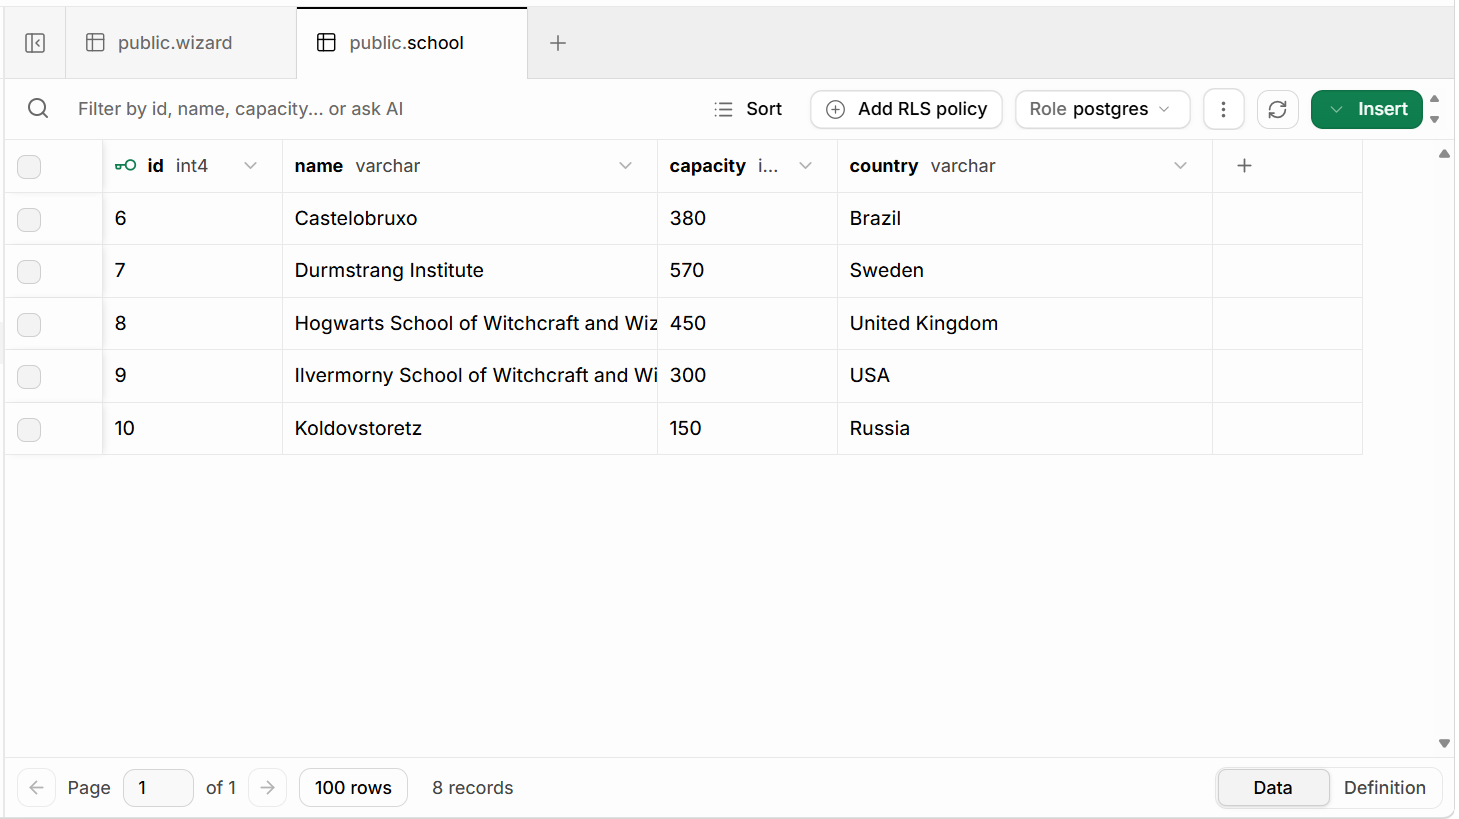 public.wizard public.school
Filter by id, name, capacity... or ask AI Sort Add RLS policy Role postgres Insert
id int4 name varchar capacity i... country varchar
6 Castelobruxo 380 Brazil
7 Durmstrang Institute 570 Sweden
8 Hogwarts School of Witchcraft and Wiz 450 United Kingdom
9 Ilvermorny School of Witchcraft and Wi 300 USA
10 Koldovstoretz 150 Russia
Page 1 of 1 100 rows 8 records Data Definition